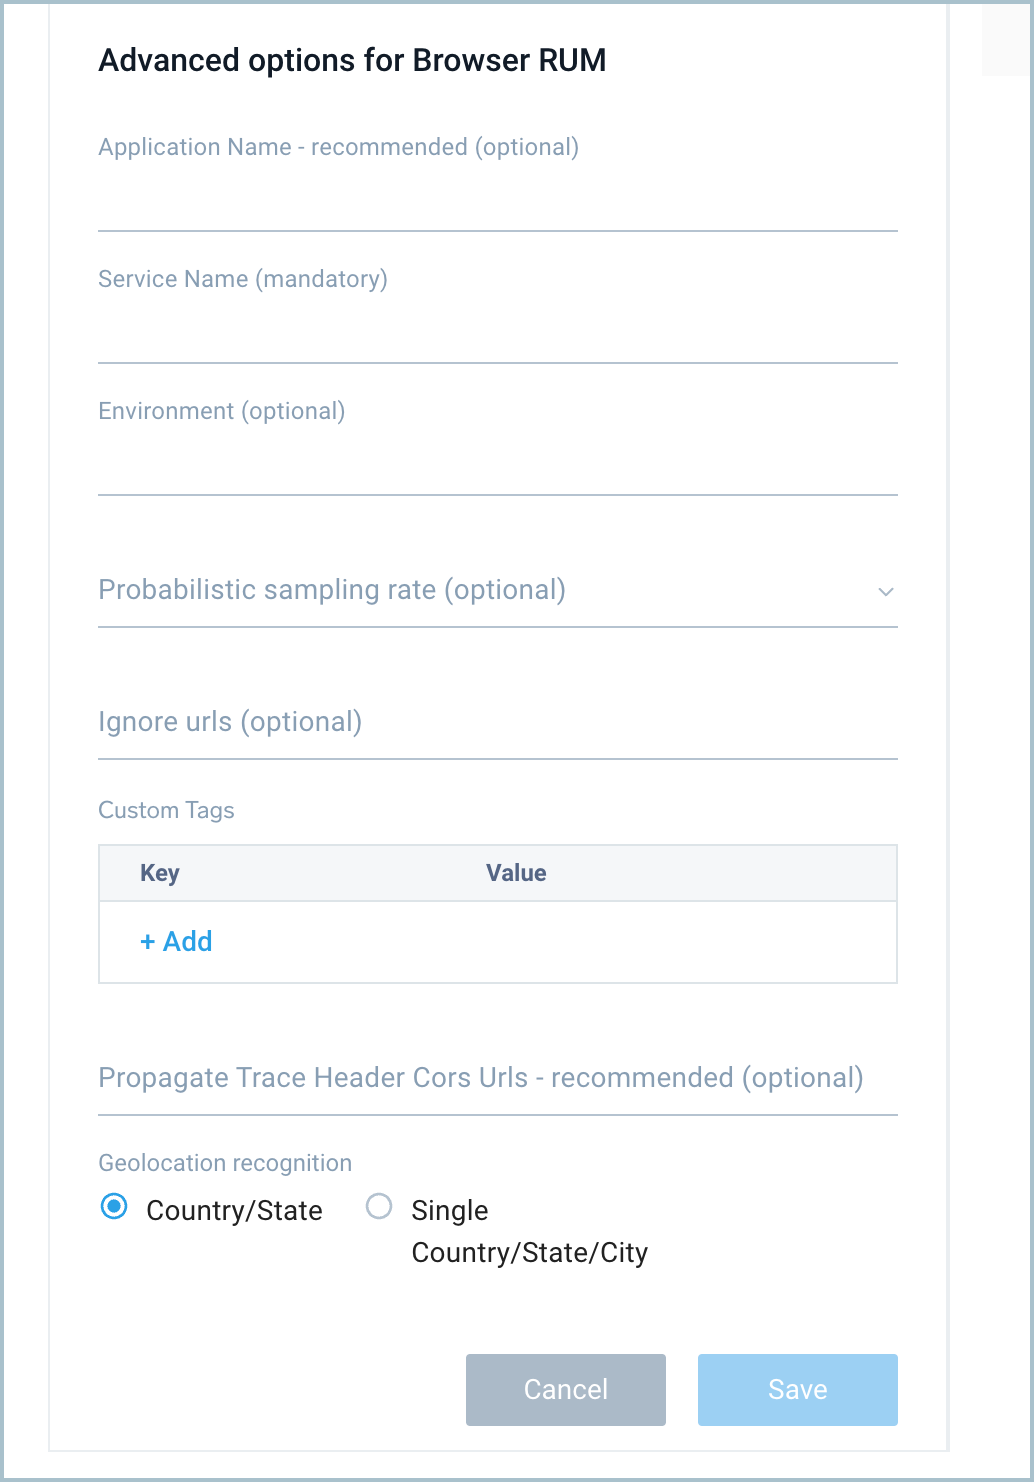 Advanced options for Browser RUM
Application Name - recommended (optional)
Service Name (mandatory)
Environment (optional)
Probabilistic sampling rate (optional)
Ignore urls (optional)
Custom Tags
Key Value
+ Add
Propagate Trace Header Cors Urls - recommended (optional)
Geolocation recognition
Country/State Single
Country/State/City
Cancel Save